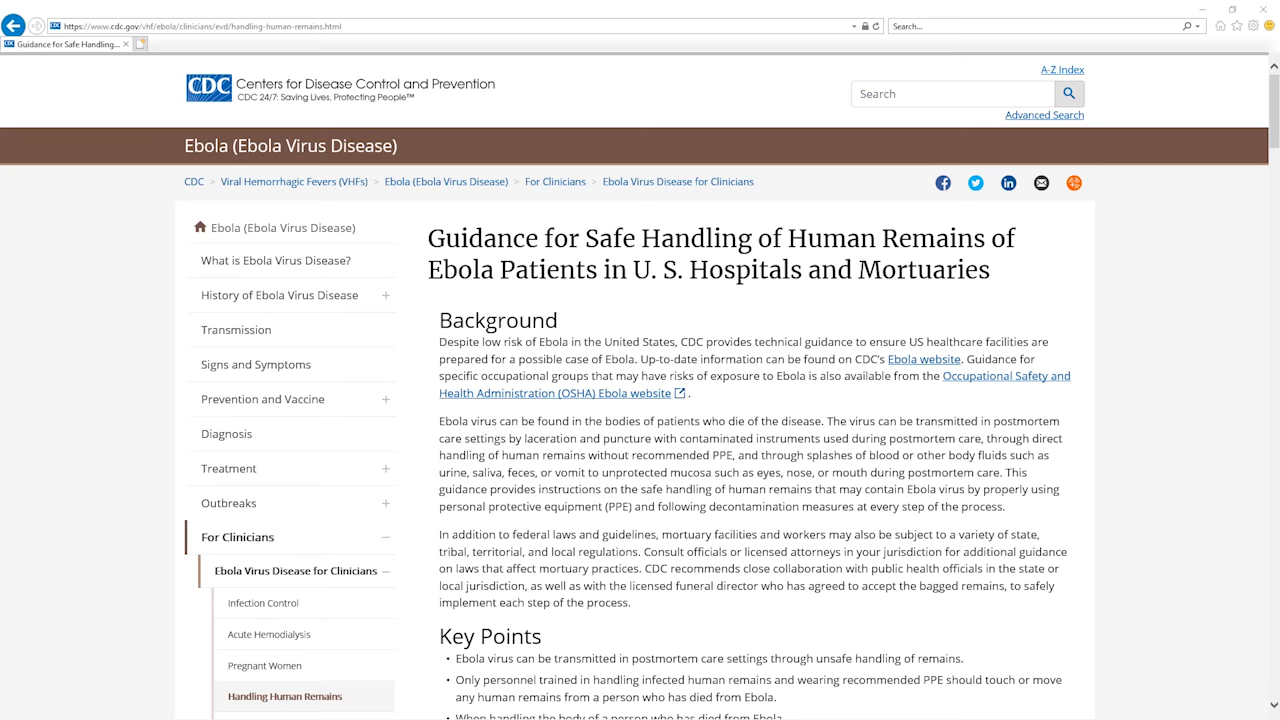 https://www.cdc.gov/vhf/ebola/clinicians/evd/handling-human-remains.html
Search...
CDC Guidance for Safe Handling...
CDC Centers for Disease Control and Prevention
CDC 24/7: Saving Lives, Protecting People™
A-Z Index
Search
Advanced Search
Ebola (Ebola Virus Disease)
CDC > Viral Hemorrhagic Fevers (VHFs) > Ebola (Ebola Virus Disease) > For Clinicians > Ebola Virus Disease for Clinicians
Ebola (Ebola Virus Disease)
What is Ebola Virus Disease?
History of Ebola Virus Disease
Transmission
Signs and Symptoms
Prevention and Vaccine
Diagnosis
Treatment
Outbreaks
For Clinicians
Ebola Virus Disease for Clinicians
Infection Control
Acute Hemodialysis
Pregnant Women
Handling Human Remains
Guidance for Safe Handling of Human Remains of
Ebola Patients in U. S. Hospitals and Mortuaries
Background
Despite low risk of Ebola in the United States, CDC provides technical guidance to ensure US healthcare facilities are
prepared for a possible case of Ebola. Up-to-date information can be found on CDC's Ebola website. Guidance for
specific occupational groups that may have risks of exposure to Ebola is also available from the Occupational Safety and
Health Administration (OSHA) Ebola website .
Ebola virus can be found in the bodies of patients who die of the disease. The virus can be transmitted in postmortem
care settings by laceration and puncture with contaminated instruments used during postmortem care, through direct
handling of human remains without recommended PPE, and through splashes of blood or other body fluids such as
urine, saliva, feces, or vomit to unprotected mucosa such as eyes, nose, or mouth during postmortem care. This
guidance provides instructions on the safe handling of human remains that may contain Ebola virus by properly using
personal protective equipment (PPE) and following decontamination measures at every step of the process.
In addition to federal laws and guidelines, mortuary facilities and workers may also be subject to a variety of state,
tribal, territorial, and local regulations. Consult officials or licensed attorneys in your jurisdiction for additional guidance
on laws that affect mortuary practices. CDC recommends close collaboration with public health officials in the state or
local jurisdiction, as well as with the licensed funeral director who has agreed to accept the bagged remains, to safely
implement each step of the process.
Key Points
• Ebola virus can be transmitted in postmortem care settings through unsafe handling of remains.
• Only personnel trained in handling infected human remains and wearing recommended PPE should touch or move
any human remains from a person who has died from Ebola.
• When handling the body of a person who has died from Ebola